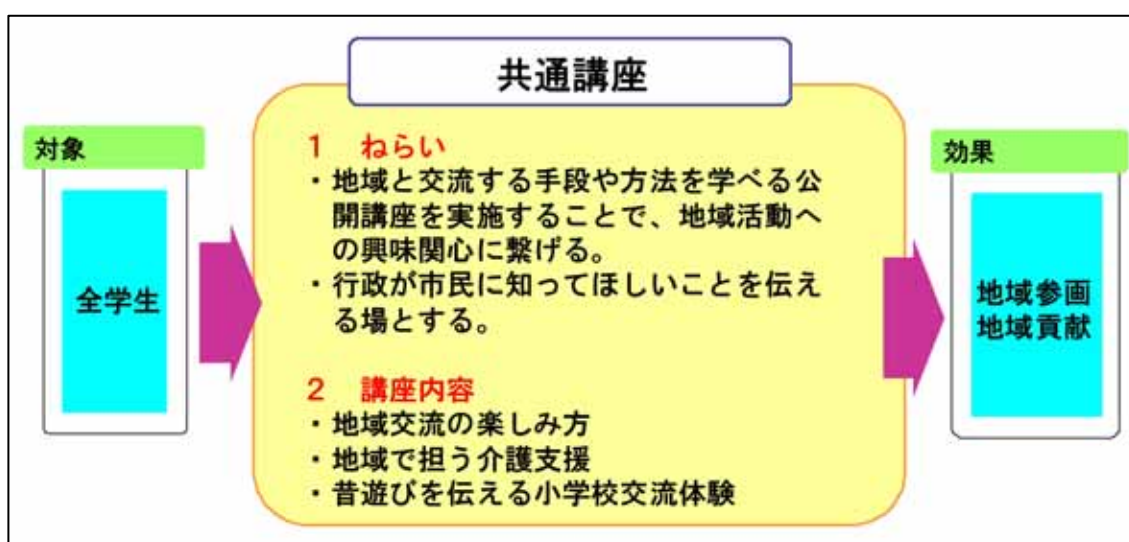 共通講座
対象
全学生
1　ねらい
・地域と交流する手段や方法を学べる公
開講座を実施することで、地域活動へ
の興味関心に繋げる。
・行政が市民に知ってほしいことを伝え
る場とする。
2　講座内容
・地域交流の楽しみ方
・地域で担う介護支援
・昔遊びを伝える小学校交流体験
効果
地域参画
地域貢献